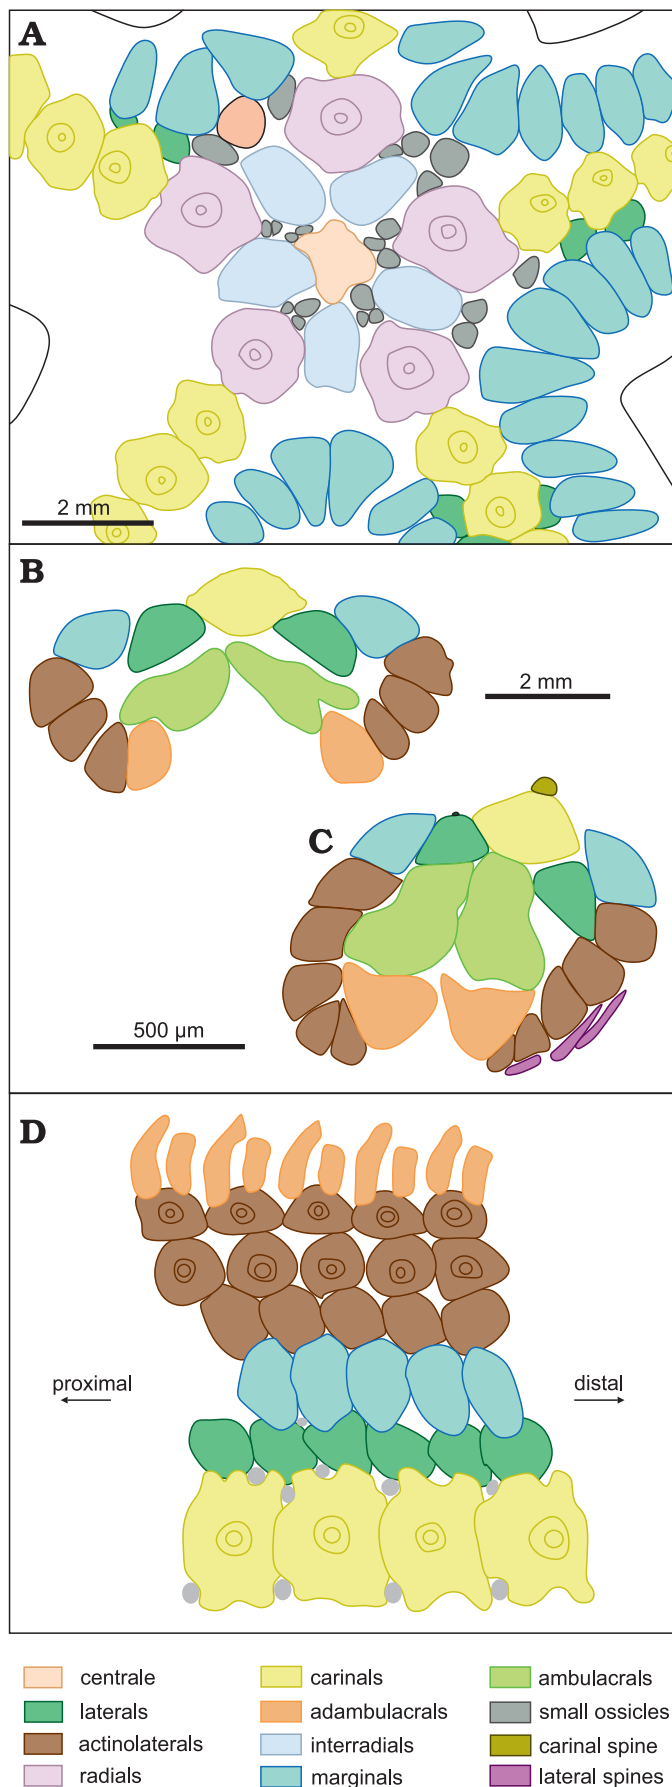 A
2 mm
B
2 mm
C
500 µm
D
proximal
distal
centrale
carinals
ambulacrals
laterals
adambulacrals
small ossicles
actinolaterals
interradials
carinal spine
radials
marginals
lateral spines